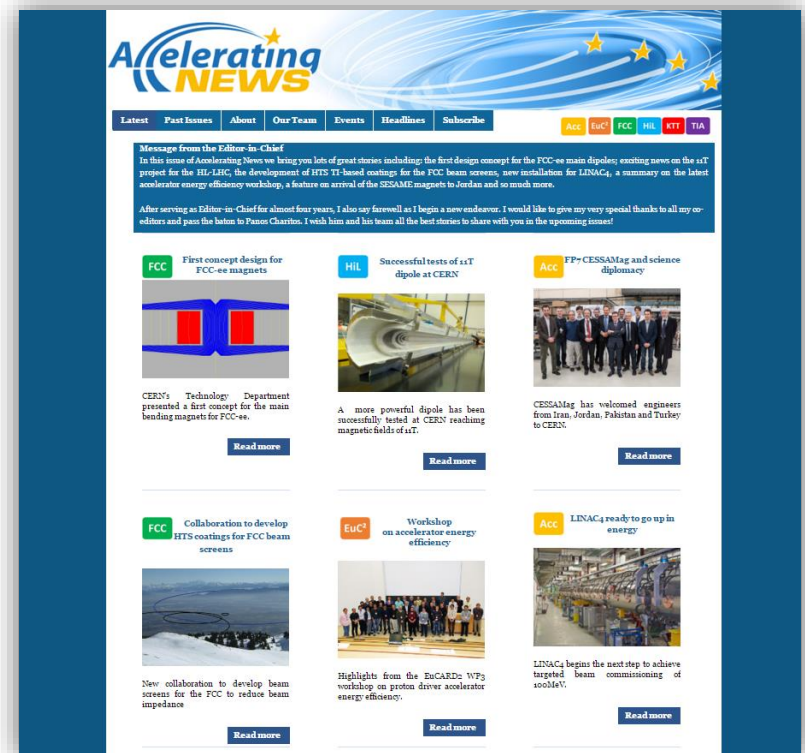 Accelerating
NEWS
Latest Past Issues About Our Team Events Headlines Subscribe
Acc EuC² FCC HiL KTT TIA
Message from the Editor-in-Chief
In this issue of Accelerating News we bring you lots of great stories including: the first design concept for the FCC-ee main dipoles; exciting news on the 11T
project for the HL-LHC, the development of HTS Tl-based coatings for the FCC beam screens, new installation for LINAC4, a summary on the latest
accelerator energy efficiency workshop, a feature on arrival of the SESAME magnets to Jordan and so much more.
After serving as Editor-in-Chief for almost four years, I also say farewell as I begin a new endeavor. I would like to give my very special thanks to all my co-
editors and pass the baton to Panos Charitos. I wish him and his team all the best stories to share with you in the upcoming issues!
FCC
First concept design for
FCC-ee magnets
CERN's Technology Department
presented a first concept for the main
bending magnets for FCC-ee.
Read more
HiL
Successful tests of 11T
dipole at CERN
A more powerful dipole has been
successfully tested at CERN reachimg
magnetic fields of 11T.
Read more
Acc
FP7 CESSAMag and science
diplomacy
CESSAMag has welcomed engineers
from Iran, Jordan, Pakistan and Turkey
to CERN.
Read more
FCC
Collaboration to develop
HTS coatings for FCC beam
screens
New collaboration to develop beam
screens for the FCC to reduce beam
impedance
Read more
EuC²
Workshop
on accelerator energy
efficiency
Highlights from the EuCARD2 WP3
workshop on proton driver accelerator
energy efficiency.
Read more
Acc
LINAC4 ready to go up in
energy
LINAC4 begins the next step to achieve
targeted beam commissioning of
100MeV.
Read more